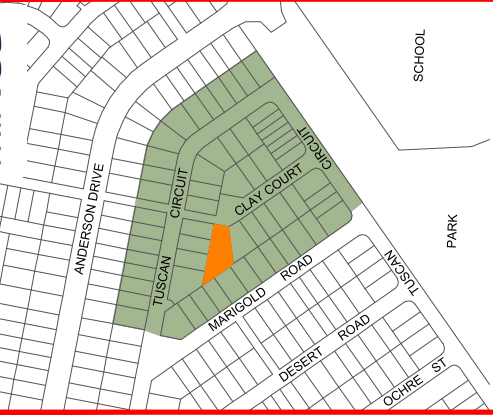 SCHOOL
CIRCUIT
CIRCUIT
CLAY COURT
ANDERSON DRIVE
PARK
TUSCAN
MARIGOLD ROAD
TUSCAN
DESERT ROAD
OCHRE ST